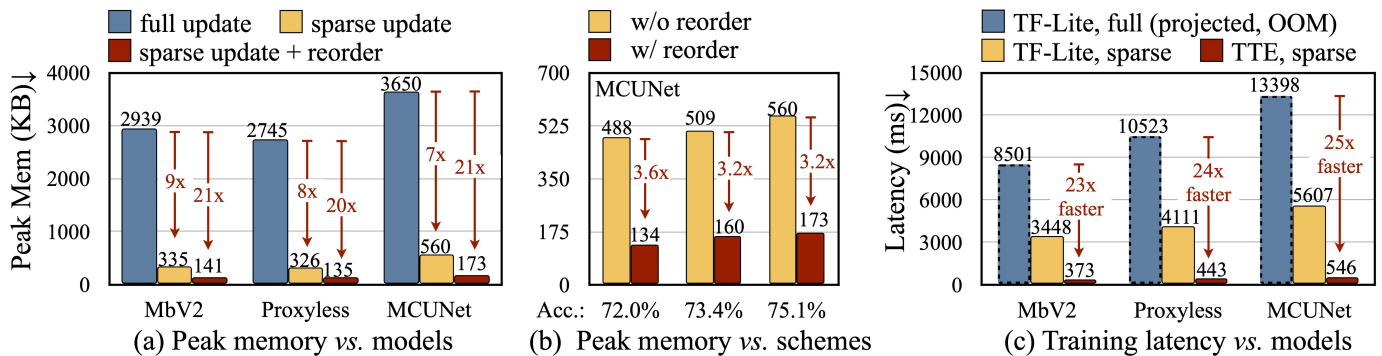 full update sparse update
sparse update + reorder
Peak Mem (KB)↓
4000
3000
2000
1000
0
2939
9x
21x
335
141
2745
8x
20x
326
135
3650
7x
21x
560
173
MbV2 Proxyless MCUNet
(a) Peak memory vs. models
w/o reorder
w/ reorder
700
525
350
175
0
MCUNet
488
3.6x
134
509
3.2x
160
560
3.2x
173
Acc.: 72.0% 73.4% 75.1%
(b) Peak memory vs. schemes
TF-Lite, full (projected, OOM)
TF-Lite, sparse TTE, sparse
Latency (ms)↓
15000
12000
9000
6000
3000
0
8501
23x
faster
3448
373
10523
24x
faster
4111
443
13398
25x
faster
5607
546
MbV2 Proxyless MCUNet
(c) Training latency vs. models